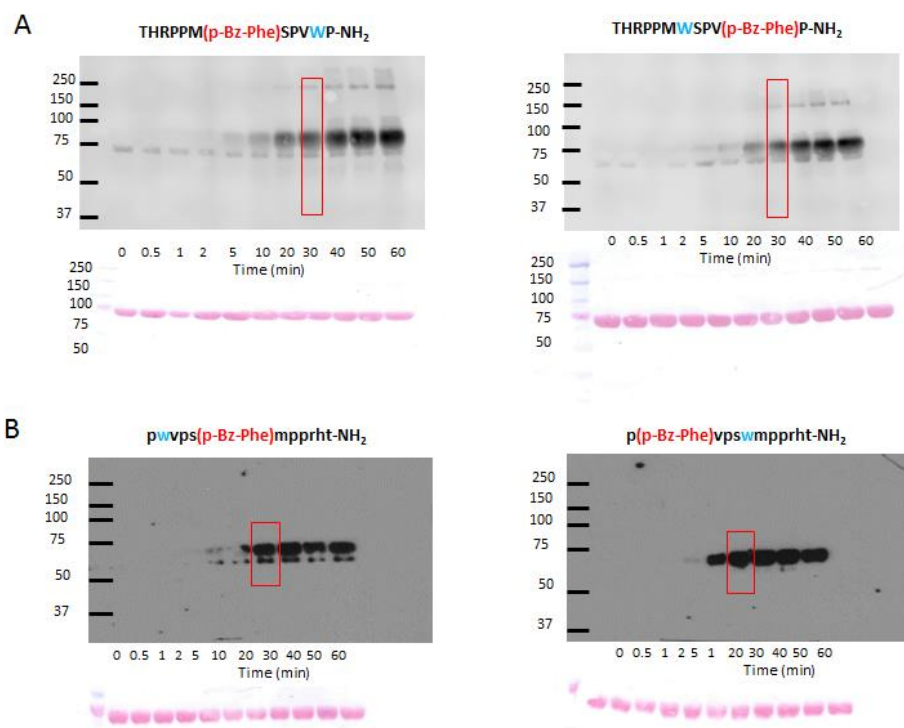 A
THRPPM(p-Bz-Phe)SPVWP-NH2
250
150
100
75
50
37
0 0.5 1 2 5 10 20 30 40 50 60
Time (min)
250
150
100
75
50
THRPPMWSPV(p-Bz-Phe)P-NH2
250
150
100
75
50
37
0 0.5 1 2 5 10 20 30 40 50 60
Time (min)
250
150
100
75
50
B
pwvps(p-Bz-Phe)mpprht-NH2
250
150
100
75
50
37
0 0.5 1 2 5 10 20 30 40 50 60
Time (min)
p(p-Bz-Phe)vpswmpprht-NH2
250
150
100
75
50
37
0 0.5 1 2 5 1 20 30 40 50 60
Time (min)